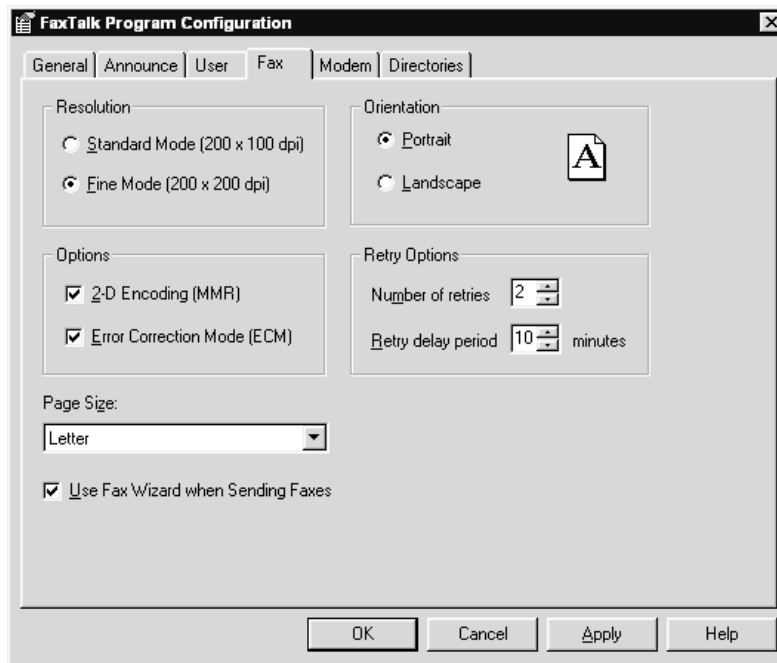 FaxTalk Program Configuration
General Announce User Fax Modem Directories
Resolution
Standard Mode (200 x 100 dpi)
Fine Mode (200 x 200 dpi)
Orientation
Portrait
Landscape
A
Options
2-D Encoding (MMR)
Error Correction Mode (ECM)
Retry Options
Number of retries 2
Retry delay period 10 minutes
Page Size:
Letter
Use Fax Wizard when Sending Faxes
OK Cancel Apply Help